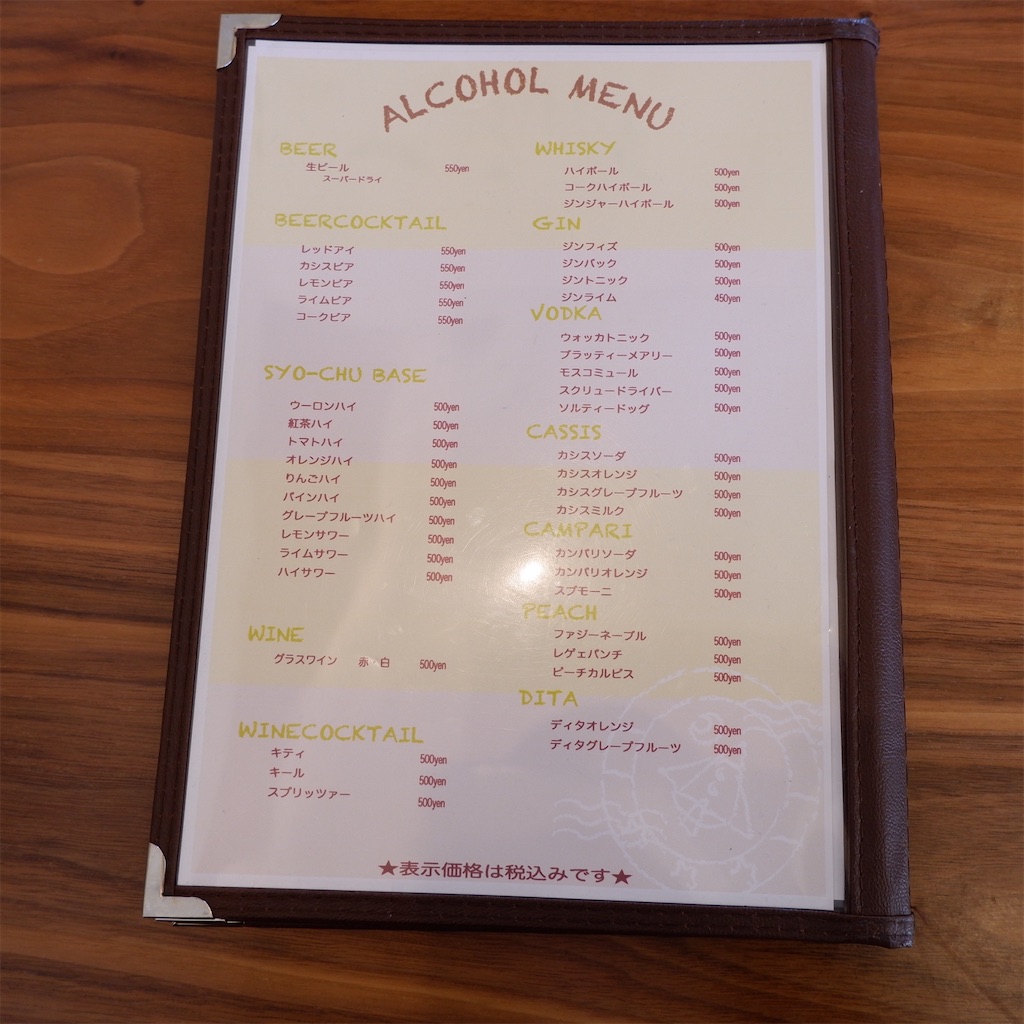 ALCOHOL MENU
BEER
生ビール 550yen
スーパードライ
BEERCOCKTAIL
レッドアイ 550yen
カシスビア 550yen
レモンビア 550yen
ライムビア 550yen
コークビア 550yen
SYO-CHU BASE
ウーロンハイ 500yen
紅茶ハイ 500yen
トマトハイ 500yen
オレンジハイ 500yen
りんごハイ 500yen
パインハイ 500yen
グレープフルーツハイ 500yen
レモンサワー 500yen
ライムサワー 500yen
ハイサワー 500yen
WINE
グラスワイン 赤・白 500yen
WINECOCKTAIL
キティ 500yen
キール 500yen
スプリッツァー 500yen
WHISKY
ハイボール 500yen
コークハイボール 500yen
ジンジャーハイボール 500yen
GIN
ジンフィズ 500yen
ジンバック 500yen
ジントニック 500yen
ジンライム 450yen
VODKA
ウォッカトニック 500yen
ブラッティーメアリー 500yen
モスコミュール 500yen
スクリュードライバー 500yen
ソルティードッグ 500yen
CASSIS
カシスソーダ 500yen
カシスオレンジ 500yen
カシスグレープフルーツ 500yen
カシスミルク 500yen
CAMPARI
カンパリソーダ 500yen
カンパリオレンジ 500yen
スプモーニ 500yen
PEACH
ファジーネーブル 500yen
レゲエパンチ 500yen
ピーチカルピス 500yen
DITA
ディタオレンジ 500yen
ディタグレープフルーツ 500yen
★表示価格は税込みです★